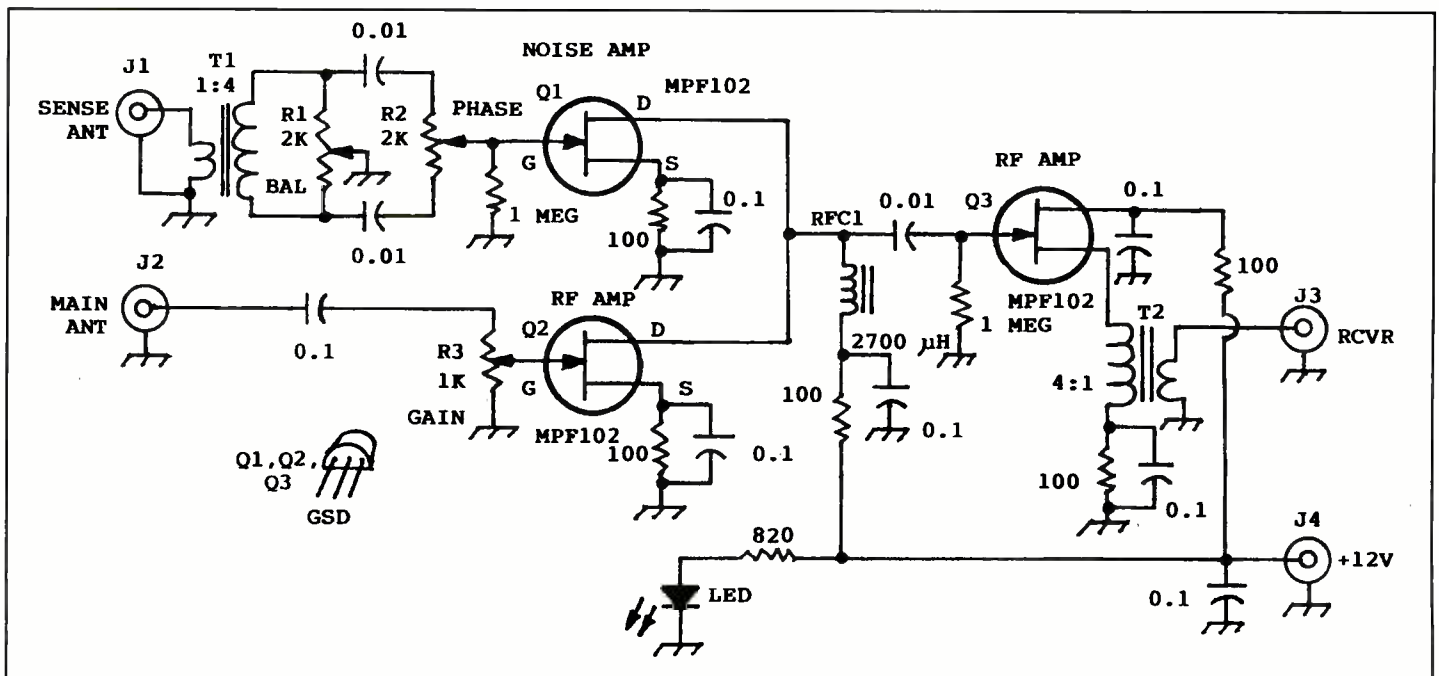 0.01
J1
T1
1:4
NOISE AMP
MPF102
SENSE
ANT
R1
2K
R2
2K
PHASE
Q1
D
G
S
BAL
1 MEG
0.1
100
0.01
RFC1
0.01
Q3
RF AMP
0.1
100
J2
MAIN
ANT
0.1
R3
1K
GAIN
RF AMP
Q2
D
G
S
MPF102
100
0.1
2700 µH
100
0.1
1
MPF102
MEG
T2
4:1
J3
RCVR
100
0.1
Q1,Q2,
Q3
GSD
820
LED
J4
+12V
0.1